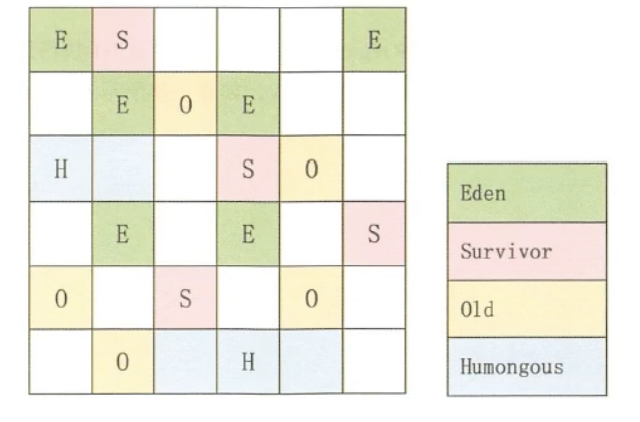 E S E
E O E
H S O
E E S
O S O
O H
Eden
Survivor
Old
Humongous